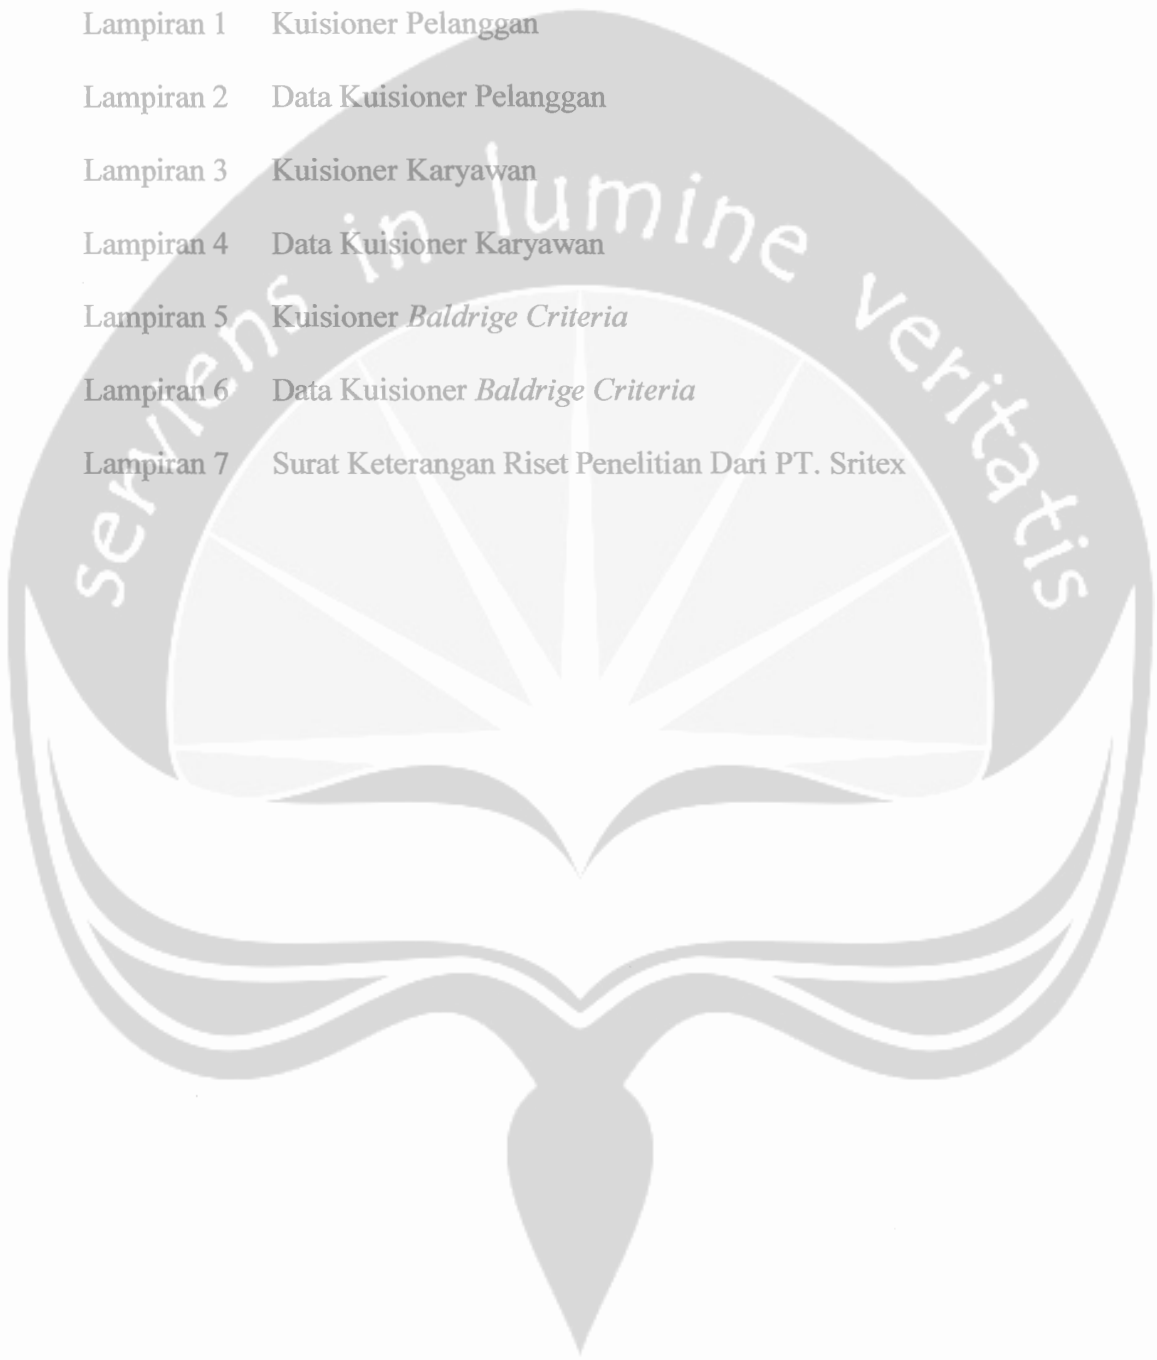 Lampiran 1 Kuisioner Pelanggan
Lampiran 2 Data Kuisioner Pelanggan
Lampiran 3 Kuisioner Karyawan
Lampiran 4 Data Kuisioner Karyawan
Lampiran 5 Kuisioner Baldrige Criteria
Lampiran 6 Data Kuisioner Baldrige Criteria
Lampiran 7 Surat Keterangan Riset Penelitian Dari PT. Sritex
serviens in lumine veritatis